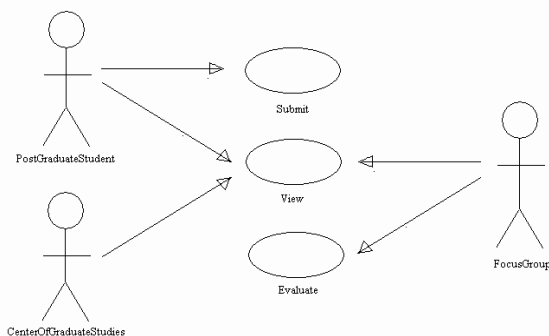 Submit
PostGraduateStudent
View
FocusGroup
Evaluate
CenterOfGraduateStudies